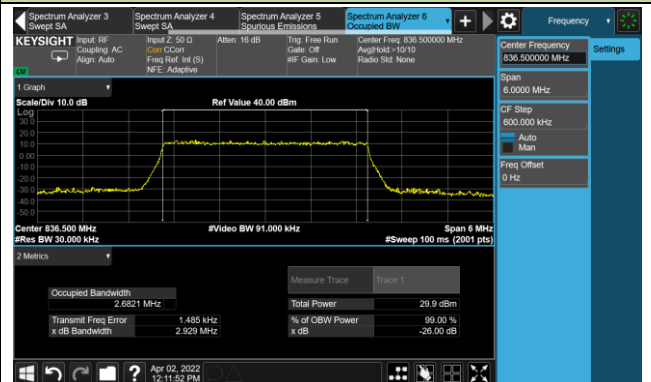 Spectrum Analyzer 3
Swept SA
Spectrum Analyzer 4
Swept SA
Spectrum Analyzer 5
Spurious Emissions
Spectrum Analyzer 6
Occupied BW
Frequency
KEYSIGHT
Input: RF
Coupling: AC
Align: Auto
Input Z: 50 Ω
Corr CCorr
Freq Ref: Int (S)
NFE: Adaptive
Atten: 16 dB
Trig: Free Run
Gate: Off
#IF Gain: Low
Center Freq: 836.500000 MHz
Avg|Hold:>10/10
Radio Std: None
Center Frequency
836.500000 MHz
Settings
Span
6.0000 MHz
CF Step
600.000 kHz
Auto
Man
Freq Offset
0 Hz
1 Graph
Scale/Div 10.0 dB
Ref Value 40.00 dBm
Log
30.0
20.0
10.0
0.00
-10.0
-20.0
-30.0
-40.0
-50.0
Center 836.500 MHz
#Video BW 91.000 kHz
Span 6 MHz
#Res BW 30.000 kHz
#Sweep 100 ms (2001 pts)
2 Metrics
Measure Trace
Trace 1
Occupied Bandwidth
2.6821 MHz
Total Power
29.9 dBm
Transmit Freq Error
1.485 kHz
% of OBW Power
99.00 %
x dB Bandwidth
2.929 MHz
x dB
-26.00 dB
Apr 02, 2022
12:11:52 PM